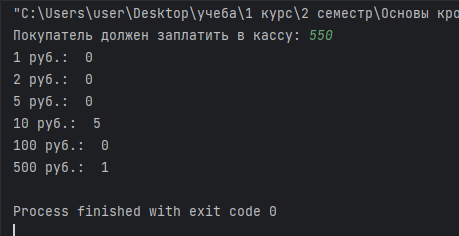 "C:\Users\user\Desktop\учеба\1 курс\2 семестр\Основы кро
Покупатель должен заплатить в кассу: 550
1 руб.:  0
2 руб.:  0
5 руб.:  0
10 руб.:  5
100 руб.:  0
500 руб.:  1
Process finished with exit code 0